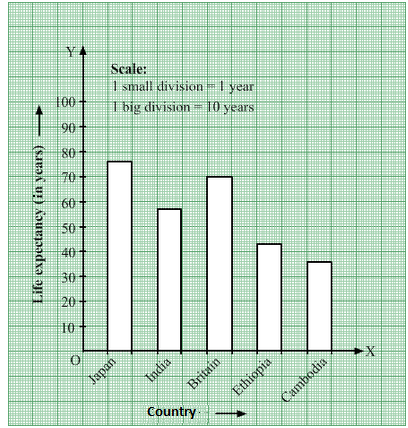 Y
Scale:
1 small division = 1 year
1 big division = 10 years
Life expectancy (in years)
100
90
80
70
60
50
40
30
20
10
O
X
Japan
India
Britain
Ethiopia
Cambodia
Country